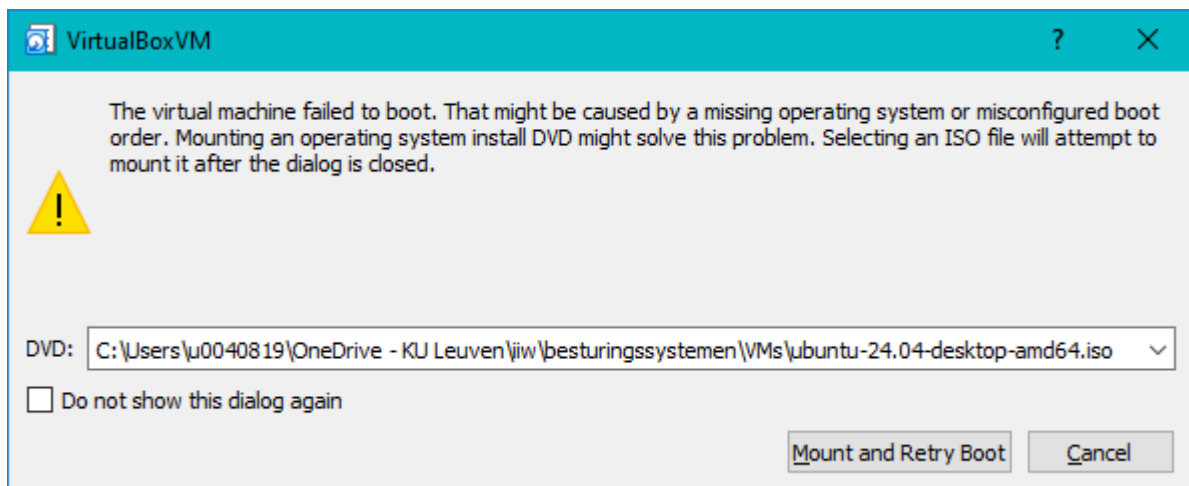 VirtualBoxVM
?
The virtual machine failed to boot. That might be caused by a missing operating system or misconfigured boot
order. Mounting an operating system install DVD might solve this problem. Selecting an ISO file will attempt to
mount it after the dialog is closed.
DVD: C:\Users\u0040819\OneDrive - KU Leuven\iiw\besturingssystemen\VMs\ubuntu-24.04-desktop-amd64.iso
Do not show this dialog again
Mount and Retry Boot Cancel